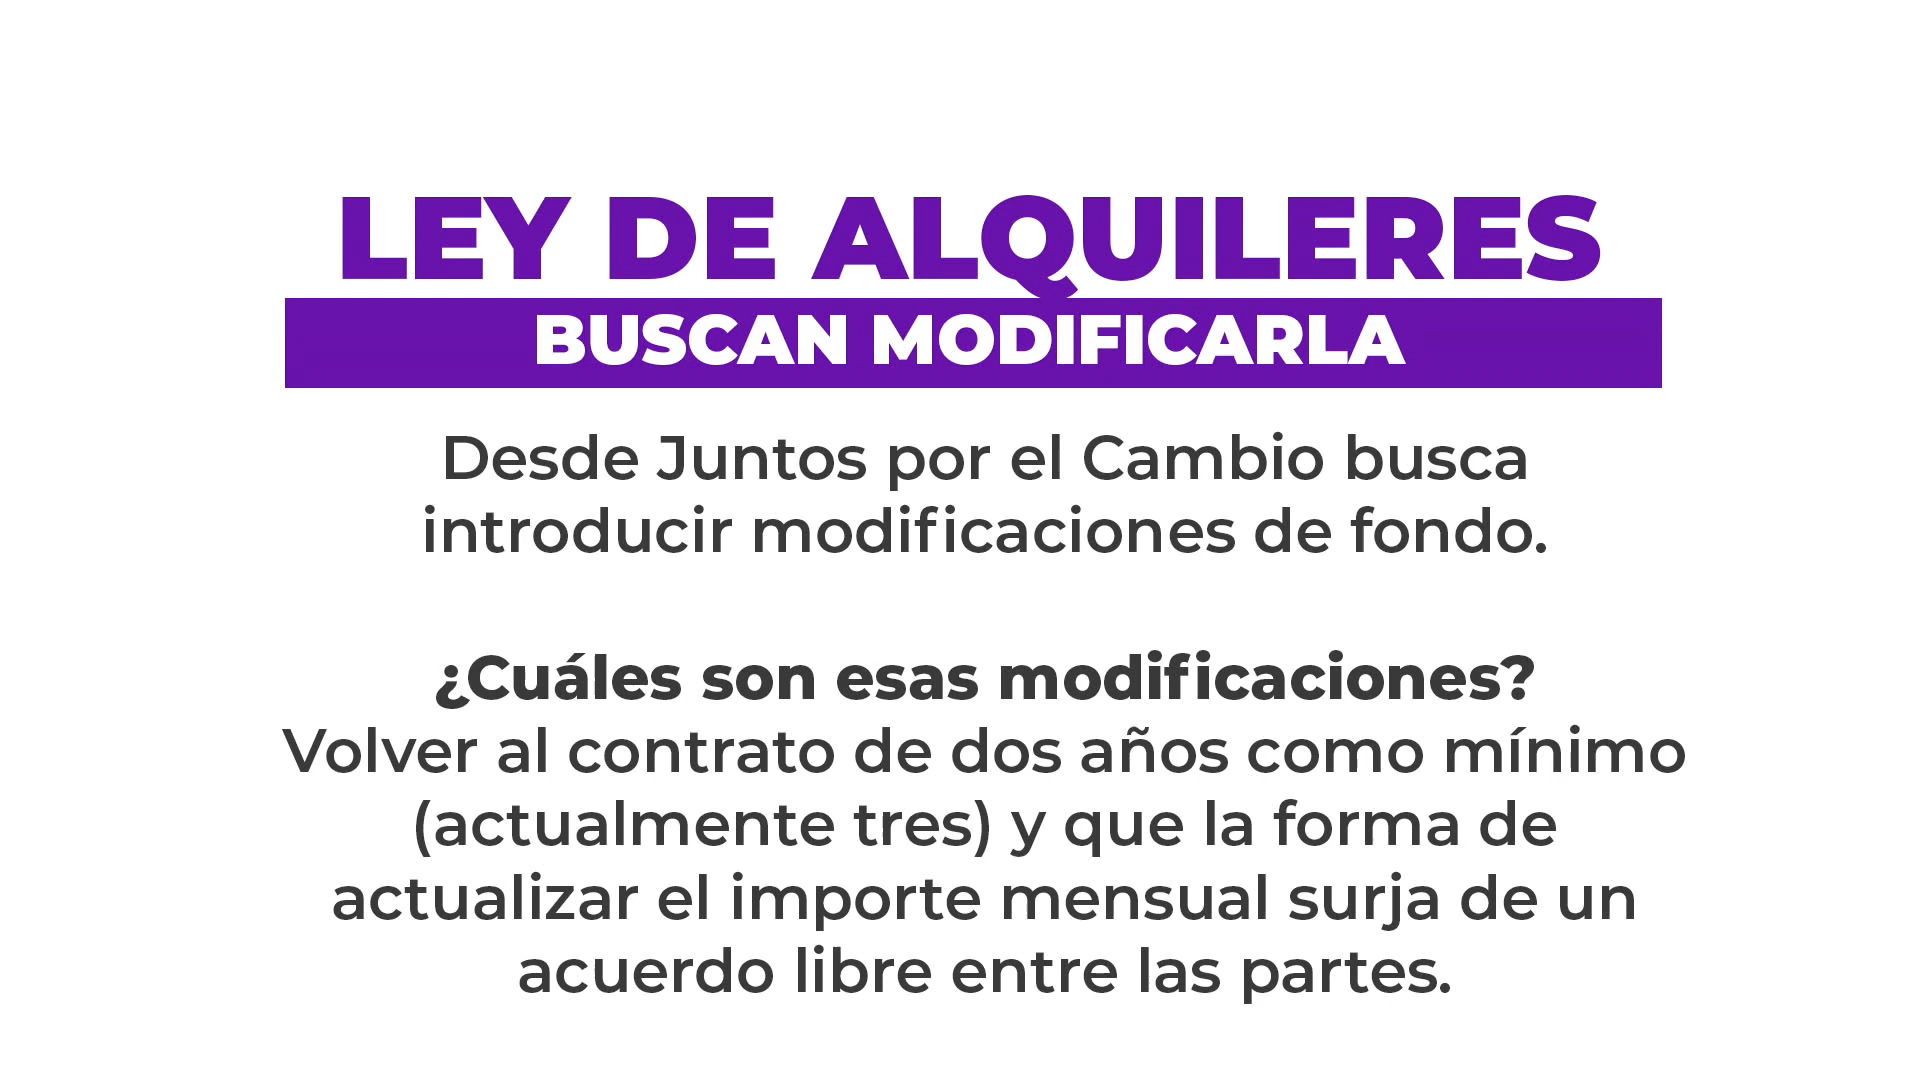 LEY DE ALQUILERES
BUSCAN MODIFICARLA
Desde Juntos por el Cambio busca
introducir modificaciones de fondo.
¿Cuáles son esas modificaciones?
Volver al contrato de dos años como mínimo
(actualmente tres) y que la forma de
actualizar el importe mensual surja de un
acuerdo libre entre las partes.